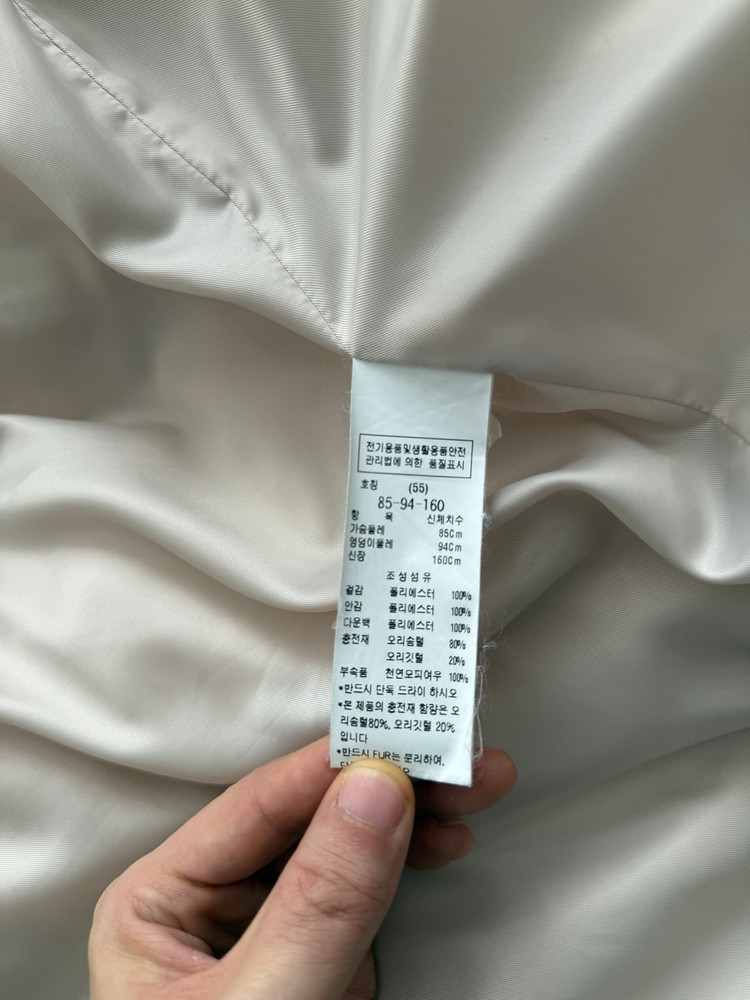 전기용품및생활용품안전
관리법에 의한 품질표시
호칭 (55)
85-94-160
항 목 신체치수
가슴둘레 85Cm
엉덩이둘레 94Cm
신장 160Cm
조성섬유
겉감 폴리에스터 100%
안감 폴리에스터 100%
다운백 폴리에스터 100%
충전재 오리솜털 80%
오리깃털 20%
부속품 천연모피여우 100%
*반드시 단독 드라이 하시오
*본 제품의 충전재 함량은 오
리솜털80%, 오리깃털 20%
입니다
*반드시 FUR는 분리하여,